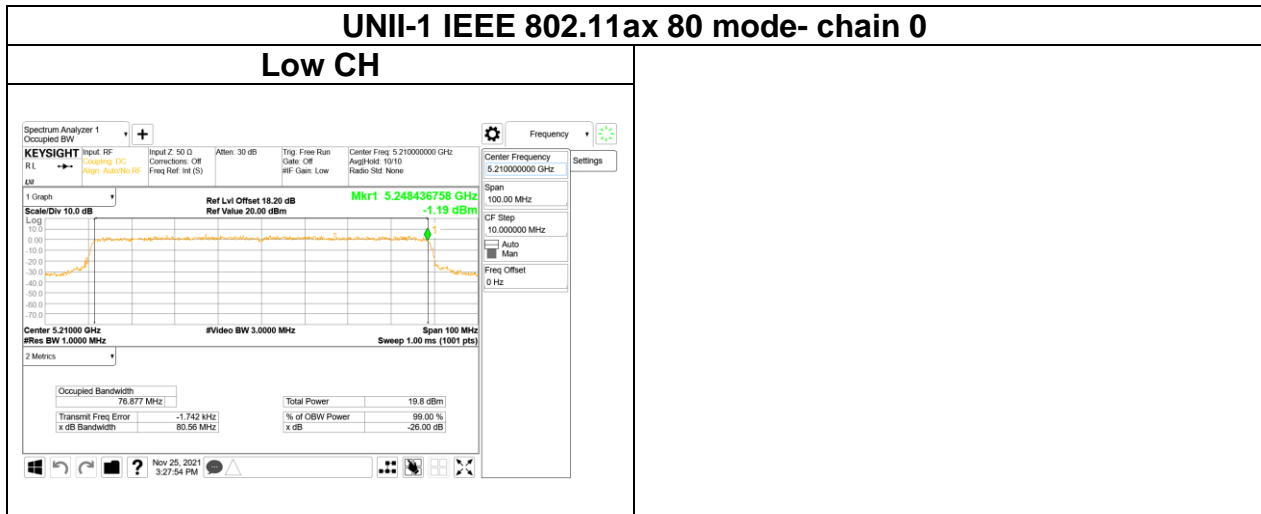 UNII-1 IEEE 802.11ax 80 mode- chain 0
Low CH
Spectrum Analyzer 1
Occupied BW
Frequency
Settings
KEYSIGHT
RL
Input: RF
Coupling: DC
Align: Auto/No RF
Input Z: 50 Ω
Corrections: Off
Freq Ref: Int (S)
Atten: 30 dB
Trig: Free Run
Gate: Off
#IF Gain: Low
Center Freq: 5.210000000 GHz
Avg|Hold: 10/10
Radio Std: None
Center Frequency
5.210000000 GHz
Span
100.00 MHz
CF Step
10.000000 MHz
Auto
Man
Freq Offset
0 Hz
1 Graph
Scale/Div 10.0 dB
Ref Lvl Offset 18.20 dB
Ref Value 20.00 dBm
Mkr1 5.248436758 GHz
-1.19 dBm
Log
10.0
0.00
-10.0
-20.0
-30.0
-40.0
-50.0
-60.0
-70.0
1
Center 5.21000 GHz
#Res BW 1.0000 MHz
#Video BW 3.0000 MHz
Span 100 MHz
Sweep 1.00 ms (1001 pts)
2 Metrics
Occupied Bandwidth
76.877 MHz
Transmit Freq Error -1.742 kHz
x dB Bandwidth 80.56 MHz
Total Power 19.8 dBm
% of OBW Power 99.00 %
x dB -26.00 dB
?
Nov 25, 2021
3:27:54 PM